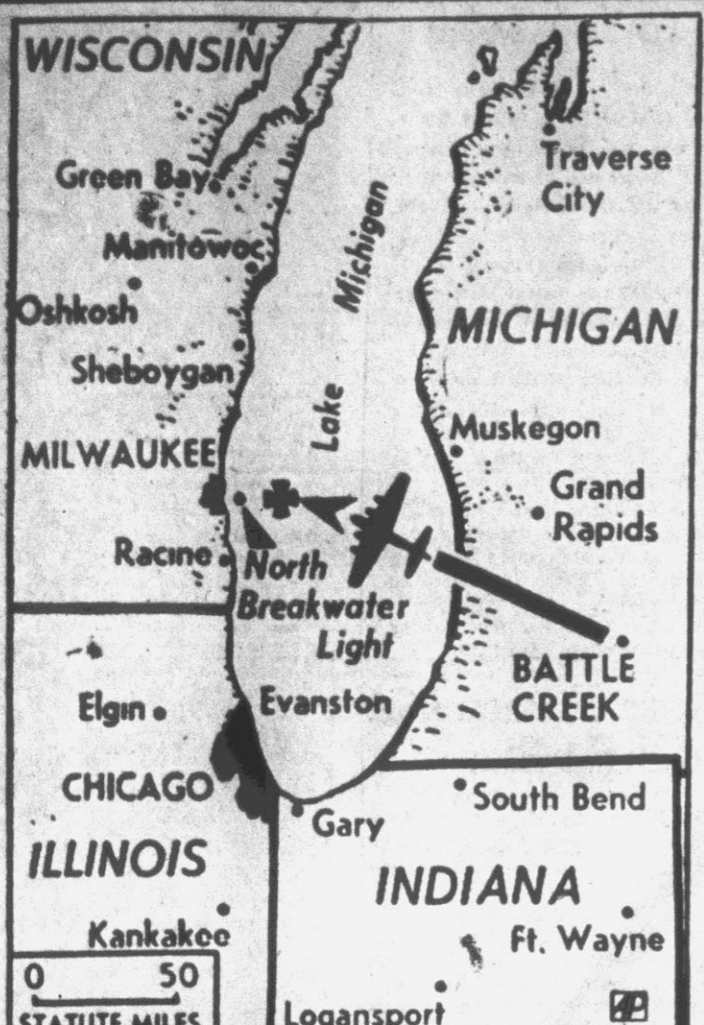 WISCONSIN
Green Bay
Traverse
City
Manitowoc
Lake Michigan
Oshkosh
MICHIGAN
Sheboygan
Muskegon
MILWAUKEE
Grand
Rapids
Racine
North
Breakwater
Light
BATTLE
CREEK
Elgin
Evanston
CHICAGO
South Bend
Gary
ILLINOIS
INDIANA
Kankakee
Ft. Wayne
0 50
STATUTE MILES
Logansport
AP